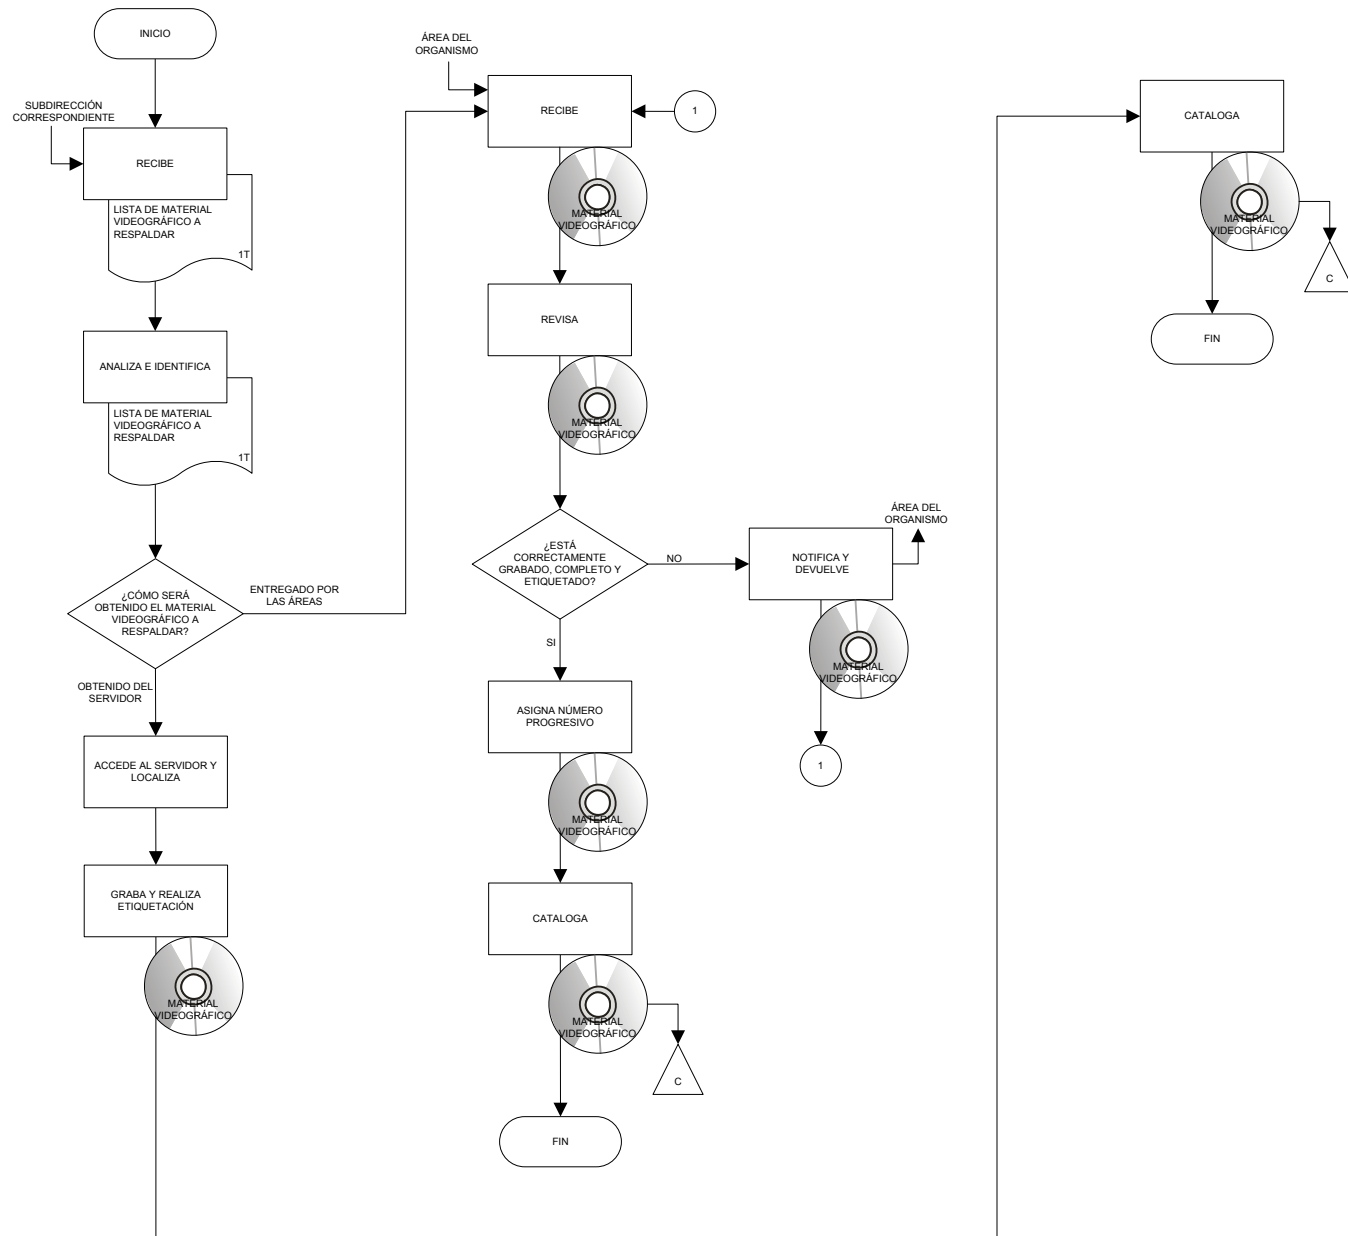 INICIO
SUBDIRECCIÓN
CORRESPONDIENTE
RECIBE
LISTA DE MATERIAL
VIDEOGRÁFICO A
RESPALDAR
1T
ANALIZA E IDENTIFICA
LISTA DE MATERIAL
VIDEOGRÁFICO A
RESPALDAR
1T
¿CÓMO SERÁ
OBTENIDO EL MATERIAL
VIDEOGRÁFICO A
RESPALDAR?
ENTREGADO POR
LAS ÁREAS
OBTENIDO DEL
SERVIDOR
ACCEDE AL SERVIDOR Y
LOCALIZA
GRABA Y REALIZA
ETIQUETACIÓN
MATERIAL
VIDEOGRÁFICO
ÁREA DEL
ORGANISMO
RECIBE
1
MATERIAL
VIDEOGRÁFICO
REVISA
MATERIAL
VIDEOGRÁFICO
¿ESTÁ
CORRECTAMENTE
GRABADO, COMPLETO Y
ETIQUETADO?
NO
NOTIFICA Y
DEVUELVE
ÁREA DEL
ORGANISMO
MATERIAL
VIDEOGRÁFICO
1
SI
ASIGNA NÚMERO
PROGRESIVO
MATERIAL
VIDEOGRÁFICO
CATALOGA
MATERIAL
VIDEOGRÁFICO
C
FIN
CATALOGA
MATERIAL
VIDEOGRÁFICO
C
FIN